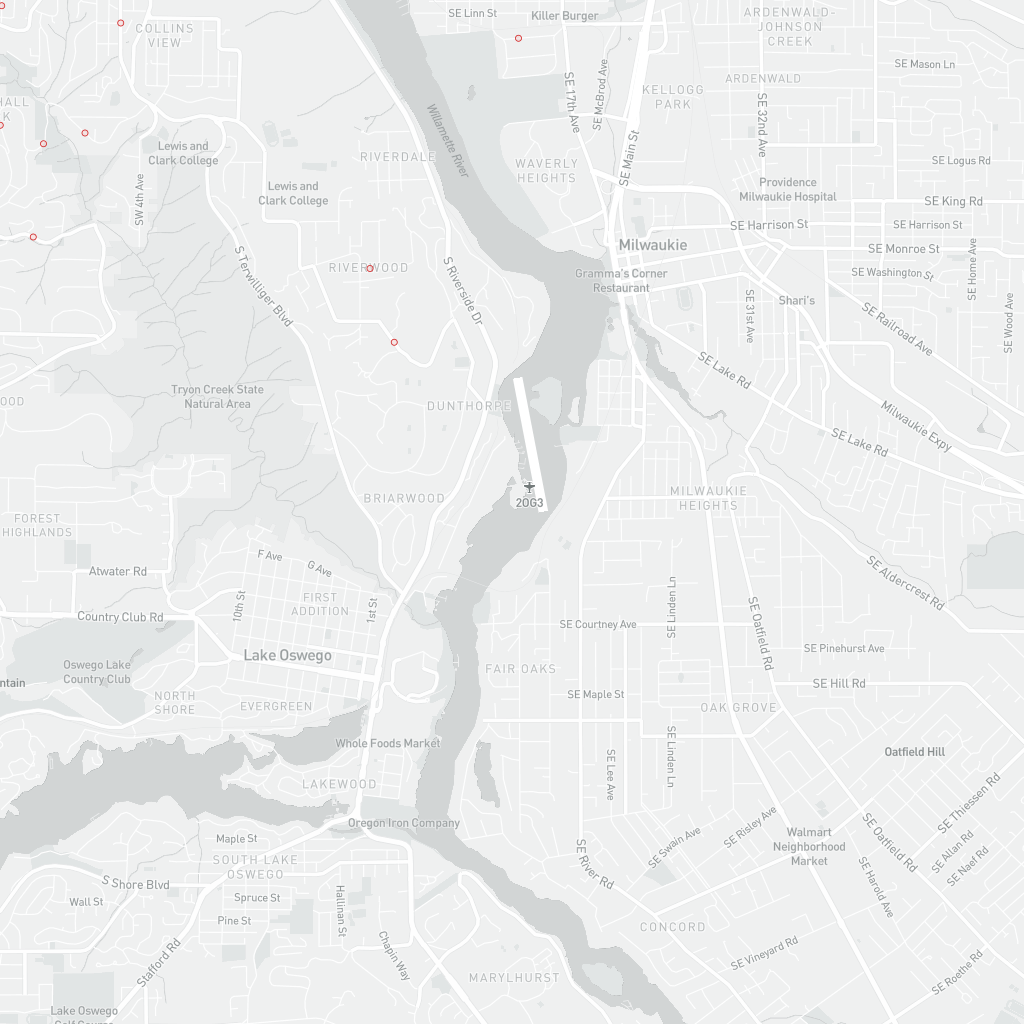 SE Linn St
Killer Burger
ARDENWALD-
JOHNSON
CREEK
COLLINS
VIEW
SE Mason Ln
ARDENWALD
SE 17th Ave
SE McBrod Ave
KELLOGG
PARK
HALL
K
SE 32nd Ave
Willamette River
SE Main St
Lewis and
Clark College
RIVERDALE
WAVERLY
HEIGHTS
SE Logus Rd
SW 4th Ave
Lewis and
Clark College
Providence
Milwaukie Hospital
SE King Rd
SE Harrison St
SE Harrison St
Milwaukie
SE Monroe St
S Terwilliger Blvd
RIVERWOOD
S Riverside Dr
Gramma's Corner
Restaurant
SE Washington St
SE Home Ave
SE 31st Ave
Shari's
SE Wood Ave
SE Railroad Ave
SE Lake Rd
Tryon Creek State
Natural Area
OOD
DUNTHORPE
Milwaukie Expy
SE Lake Rd
BRIARWOOD
2OG3
MILWAUKIE
HEIGHTS
FOREST
HIGHLANDS
F Ave
G Ave
Atwater Rd
SE Aldercrest Rd
10th St
FIRST
ADDITION
1st St
SE Linden Ln
Country Club Rd
SE Courtney Ave
SE Oatfield Rd
SE Pinehurst Ave
Lake Oswego
Oswego Lake
Country Club
FAIR OAKS
ntain
SE Hill Rd
NORTH
SHORE
EVERGREEN
SE Maple St
OAK GROVE
Whole Foods Market
Oatfield Hill
SE Lee Ave
SE Linden Ln
LAKEWOOD
SE Thiessen Rd
Oregon Iron Company
Maple St
SE Swain Ave
SE Risley Ave
Walmart
Neighborhood
Market
SE Oatfield Rd
SE Allan Rd
SE Naef Rd
SOUTH LAKE
OSWEGO
SE River Rd
S Shore Blvd
SE Harold Ave
Wall St
Spruce St
Hallinan St
Pine St
CONCORD
Stafford Rd
Chapin Way
SE Vineyard Rd
SE Roethe Rd
MARYLHURST
Lake Oswego
Golf Course